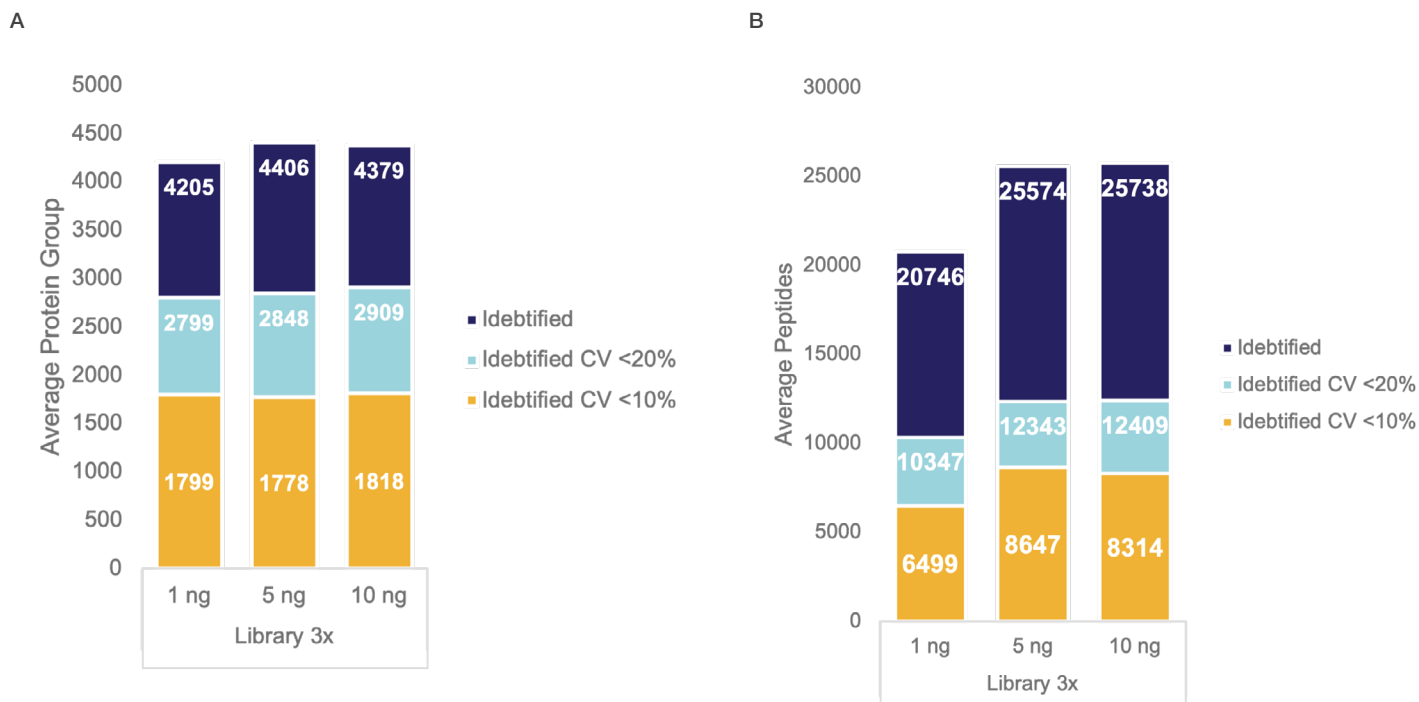 A
Average Protein Group
5000
4500
4000
3500
3000
2500
2000
1500
1000
500
0
4205
4406
4379
2799
2848
2909
1799
1778
1818
1 ng
5 ng
10 ng
Library 3x
Idebtified
Idebtified CV <20%
Idebtified CV <10%
B
Average Peptides
30000
25000
20000
15000
10000
5000
0
20746
25574
25738
10347
12343
12409
6499
8647
8314
1 ng
5 ng
10 ng
Library 3x
Idebtified
Idebtified CV <20%
Idebtified CV <10%